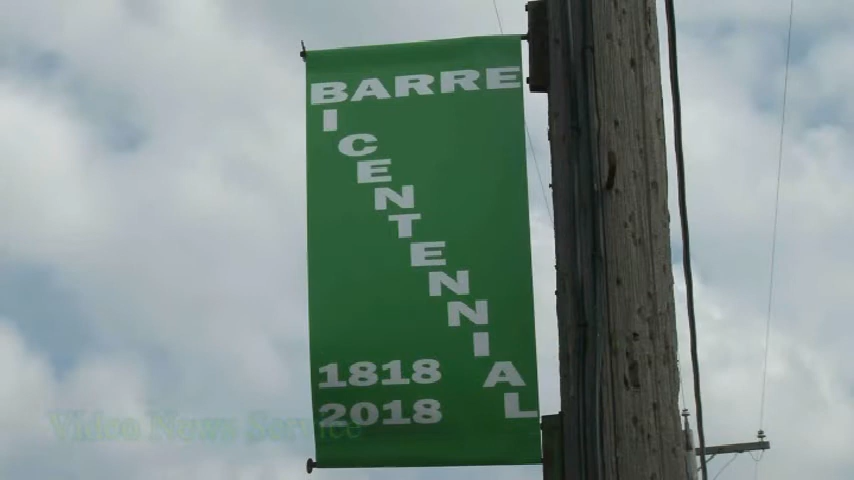 BARRE
BICENTENNIAL
1818
2018
Video News Service